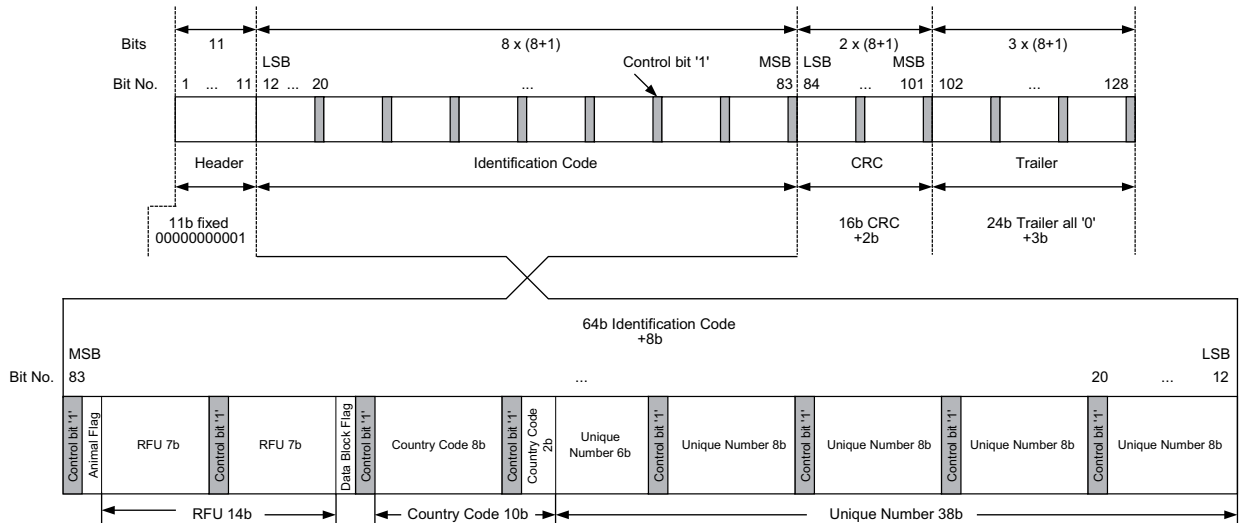 Bits 11 8 x (8+1) 2 x (8+1) 3 x (8+1)
LSB Control bit '1' MSB LSB MSB
Bit No. 1 ... 11 12 ... 20 ... 83 84 ... 101 102 ... 128
Header Identification Code CRC Trailer
11b fixed
00000000001
16b CRC
+2b
24b Trailer all '0'
+3b
64b Identification Code
+8b
MSB LSB
Bit No. 83 ... 20 ... 12
Control bit '1'
Animal Flag
RFU 7b
Control bit '1'
RFU 7b
Data Block Flag
Control bit '1'
Country Code 8b
Control bit '1'
Country Code
2b
Unique
Number 6b
Control bit '1'
Unique Number 8b
Control bit '1'
Unique Number 8b
Control bit '1'
Unique Number 8b
Control bit '1'
Unique Number 8b
RFU 14b Country Code 10b Unique Number 38b